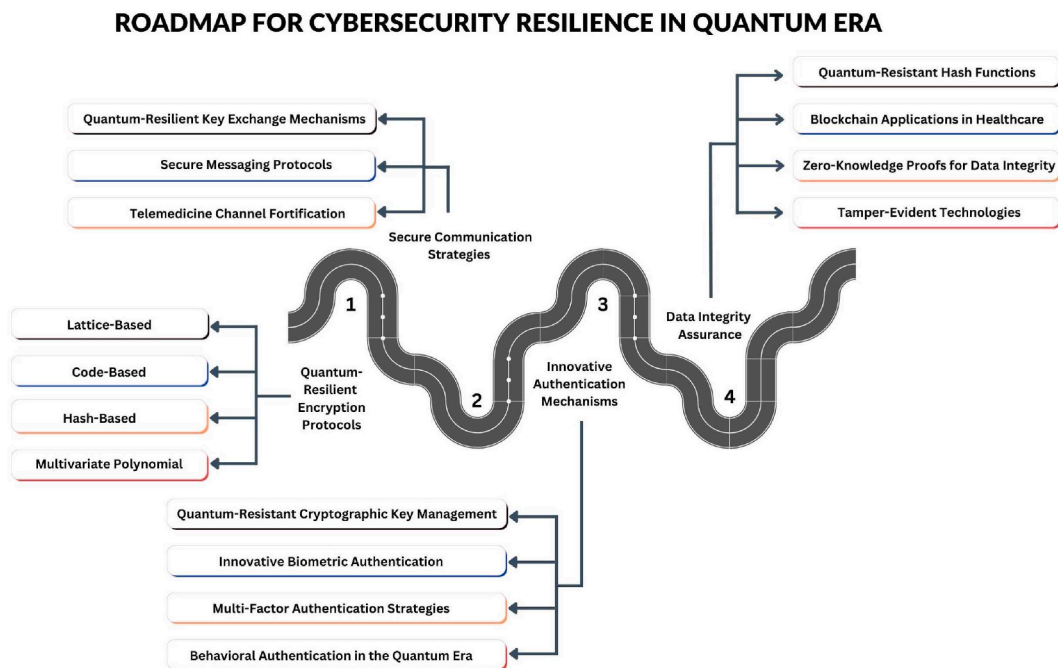 ROADMAP FOR CYBERSECURITY RESILIENCE IN QUANTUM ERA
Quantum-Resilient Key Exchange Mechanisms
Secure Messaging Protocols
Telemedicine Channel Fortification
Secure Communication
Strategies
Quantum-Resistant Hash Functions
Blockchain Applications in Healthcare
Zero-Knowledge Proofs for Data Integrity
Tamper-Evident Technologies
1
2
3
4
Lattice-Based
Code-Based
Hash-Based
Multivariate Polynomial
Quantum-
Resilient
Encryption
Protocols
Innovative
Authentication
Mechanisms
Data Integrity
Assurance
Quantum-Resistant Cryptographic Key Management
Innovative Biometric Authentication
Multi-Factor Authentication Strategies
Behavioral Authentication in the Quantum Era